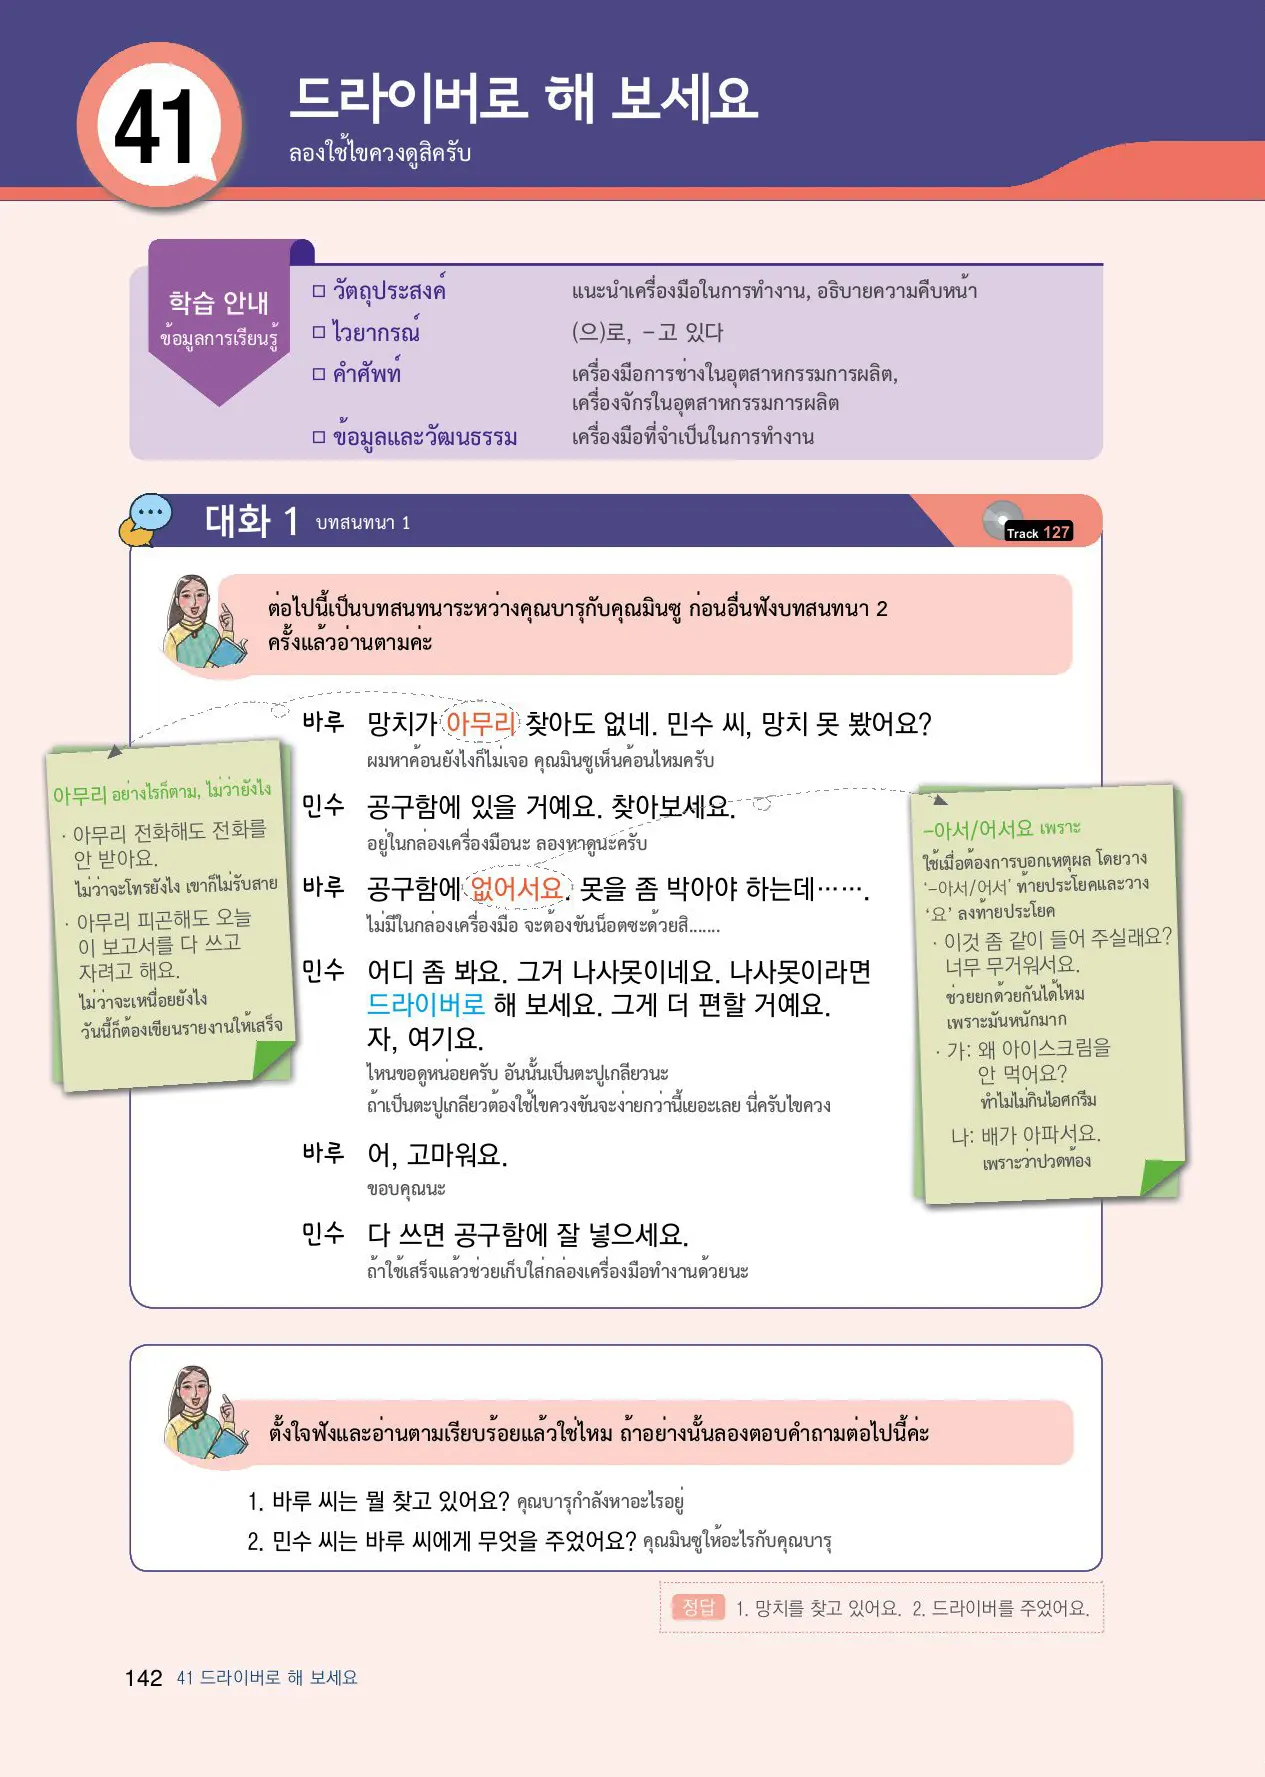 41
드라이버로 해 보세요
ลองใช้ไขควงดูสิครับ
학습 안내
ข้อมูลการเรียนรู้
□ วัตถุประสงค์ แนะนำเครื่องมือในการทำงาน, อธิบายความคืบหน้า
□ ไวยากรณ์ (으)로, –고 있다
□ คำศัพท์ เครื่องมือการช่างในอุตสาหกรรมการผลิต,
เครื่องจักรในอุตสาหกรรมการผลิต
□ ข้อมูลและวัฒนธรรม เครื่องมือที่จำเป็นในการทำงาน
대화 1 บทสนทนา 1
Track 127
ต่อไปนี้เป็นบทสนทนาระหว่างคุณบารุกับคุณมินซู ก่อนอื่นฟังบทสนทนา 2
ครั้งแล้วอ่านตามค่ะ
바루 망치가 아무리 찾아도 없네. 민수 씨, 망치 못 봤어요?
ผมหาค้อนยังไงก็ไม่เจอ คุณมินซูเห็นค้อนไหมครับ
민수 공구함에 있을 거예요. 찾아보세요.
อยู่ในกล่องเครื่องมือนะ ลองหาดูนะครับ
바루 공구함에 없어서요. 못을 좀 박아야 하는데…….
ไม่มีในกล่องเครื่องมือ จะต้องขันน็อตซะด้วยสิ.......
민수 어디 좀 봐요. 그거 나사못이네요. 나사못이라면
드라이버로 해 보세요. 그게 더 편할 거예요.
자, 여기요.
ไหนขอดูหน่อยครับ อันนั้นเป็นตะปูเกลียวนะ
ถ้าเป็นตะปูเกลียวต้องใช้ไขควงขันจะง่ายกว่านี้เยอะเลย นี่ครับไขควง
바루 어, 고마워요.
ขอบคุณนะ
민수 다 쓰면 공구함에 잘 넣으세요.
ถ้าใช้เสร็จแล้วช่วยเก็บใส่กล่องเครื่องมือทำงานด้วยนะ
아무리 อย่างไรก็ตาม, ไม่ว่ายังไง
· 아무리 전화해도 전화를
안 받아요.
ไม่ว่าจะโทรยังไง เขาก็ไม่รับสาย
· 아무리 피곤해도 오늘
이 보고서를 다 쓰고
자려고 해요.
ไม่ว่าจะเหนื่อยยังไง
วันนี้ก็ต้องเขียนรายงานให้เสร็จ
–아서/어서요 เพราะ
ใช้เมื่อต้องการบอกเหตุผล โดยวาง
‘–아서/어서’ ท้ายประโยคและวาง
‘요’ ลงท้ายประโยค
· 이것 좀 같이 들어 주실래요?
너무 무거워서요.
ช่วยยกด้วยกันได้ไหม
เพราะมันหนักมาก
· 가: 왜 아이스크림을
안 먹어요?
ทำไมไม่กินไอศกรีม
나: 배가 아파서요.
เพราะว่าปวดท้อง
ตั้งใจฟังและอ่านตามเรียบร้อยแล้วใช่ไหม ถ้าอย่างนั้นลองตอบคำถามต่อไปนี้ค่ะ
1. 바루 씨는 뭘 찾고 있어요? คุณบารุกำลังหาอะไรอยู่
2. 민수 씨는 바루 씨에게 무엇을 주었어요? คุณมินซูให้อะไรกับคุณบารุ
정답 1. 망치를 찾고 있어요. 2. 드라이버를 주었어요.
142 41 드라이버로 해 보세요